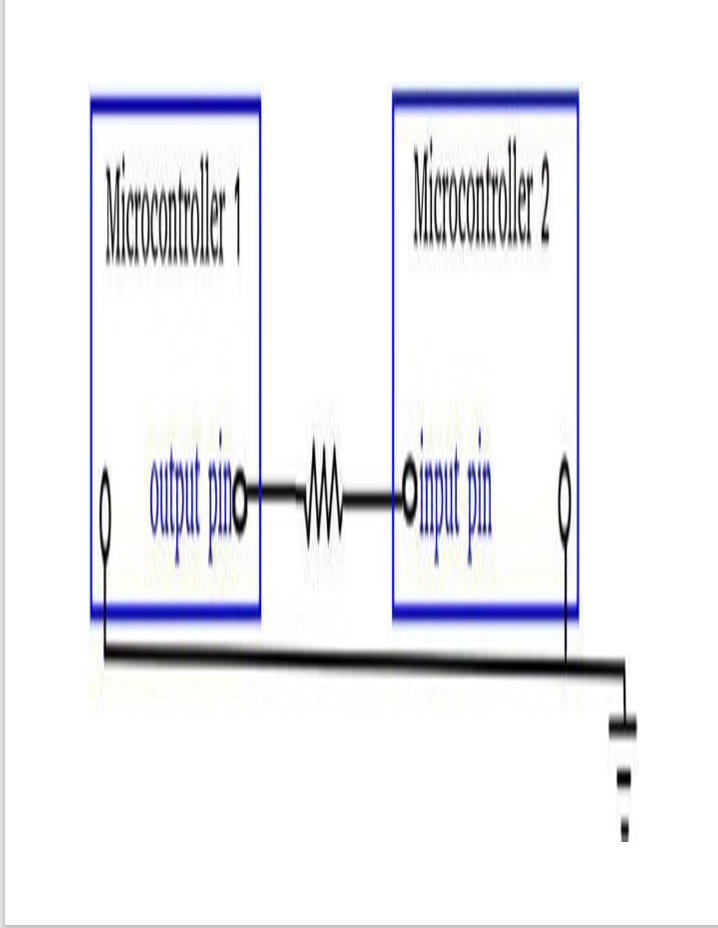 Microcontroller 1
Microcontroller 2
output pin
input pin